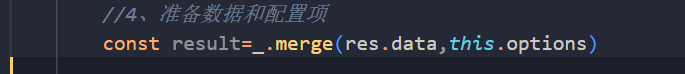 //4、准备数据和配置项
const result=_.merge(res.data,this.options)